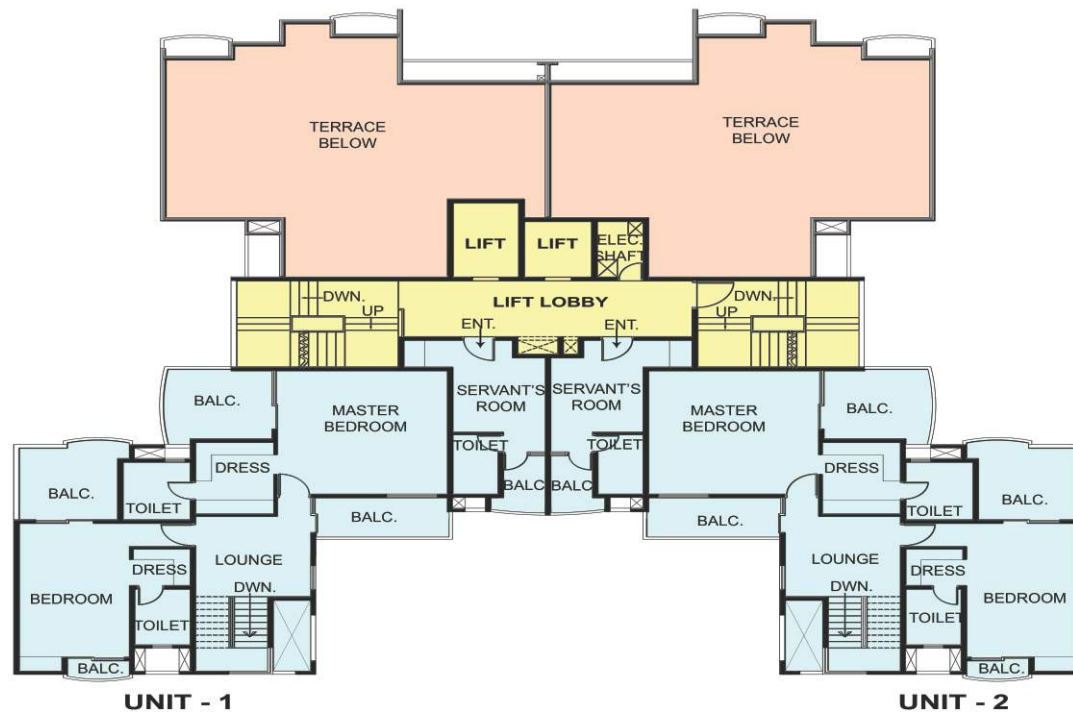 TERRACE
BELOW
TERRACE
BELOW
LIFT
LIFT
ELEC.
SHAFT
DWN.
UP
LIFT LOBBY
DWN.
UP
ENT.
ENT.
BALC.
MASTER
BEDROOM
SERVANT'S
ROOM
SERVANT'S
ROOM
MASTER
BEDROOM
BALC.
TOILET
TOILET
DRESS
DRESS
BALC.
TOILET
BALC.
BALC
BALC
BALC.
TOILET
BALC.
LOUNGE
LOUNGE
DRESS
DWN.
DWN.
DRESS
BEDROOM
TOILET
TOILET
BEDROOM
BALC.
BALC.
UNIT - 1
UNIT - 2